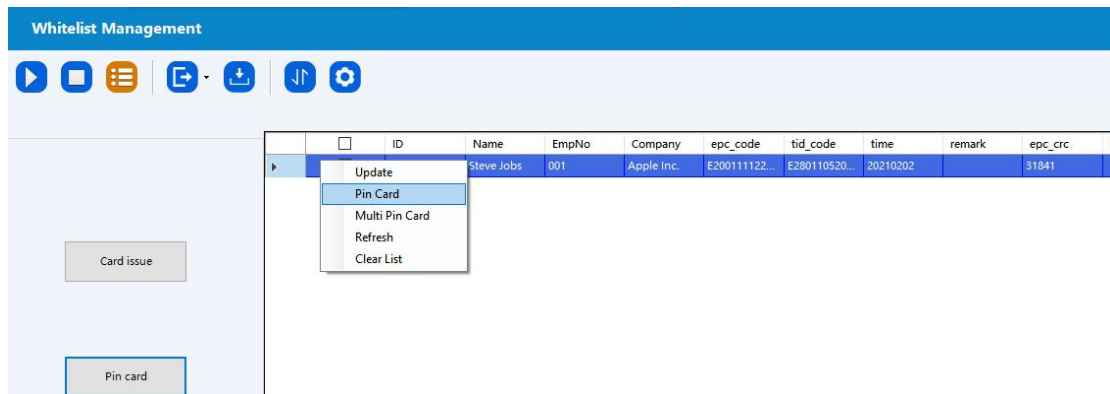 Whitelist Management
ID Name EmpNo Company epc_code tid_code time remark epc_crc
Steve Jobs 001 Apple Inc. E200111122... E280110520... 20210202 31841
Update
Pin Card
Multi Pin Card
Refresh
Clear List
Card issue
Pin card